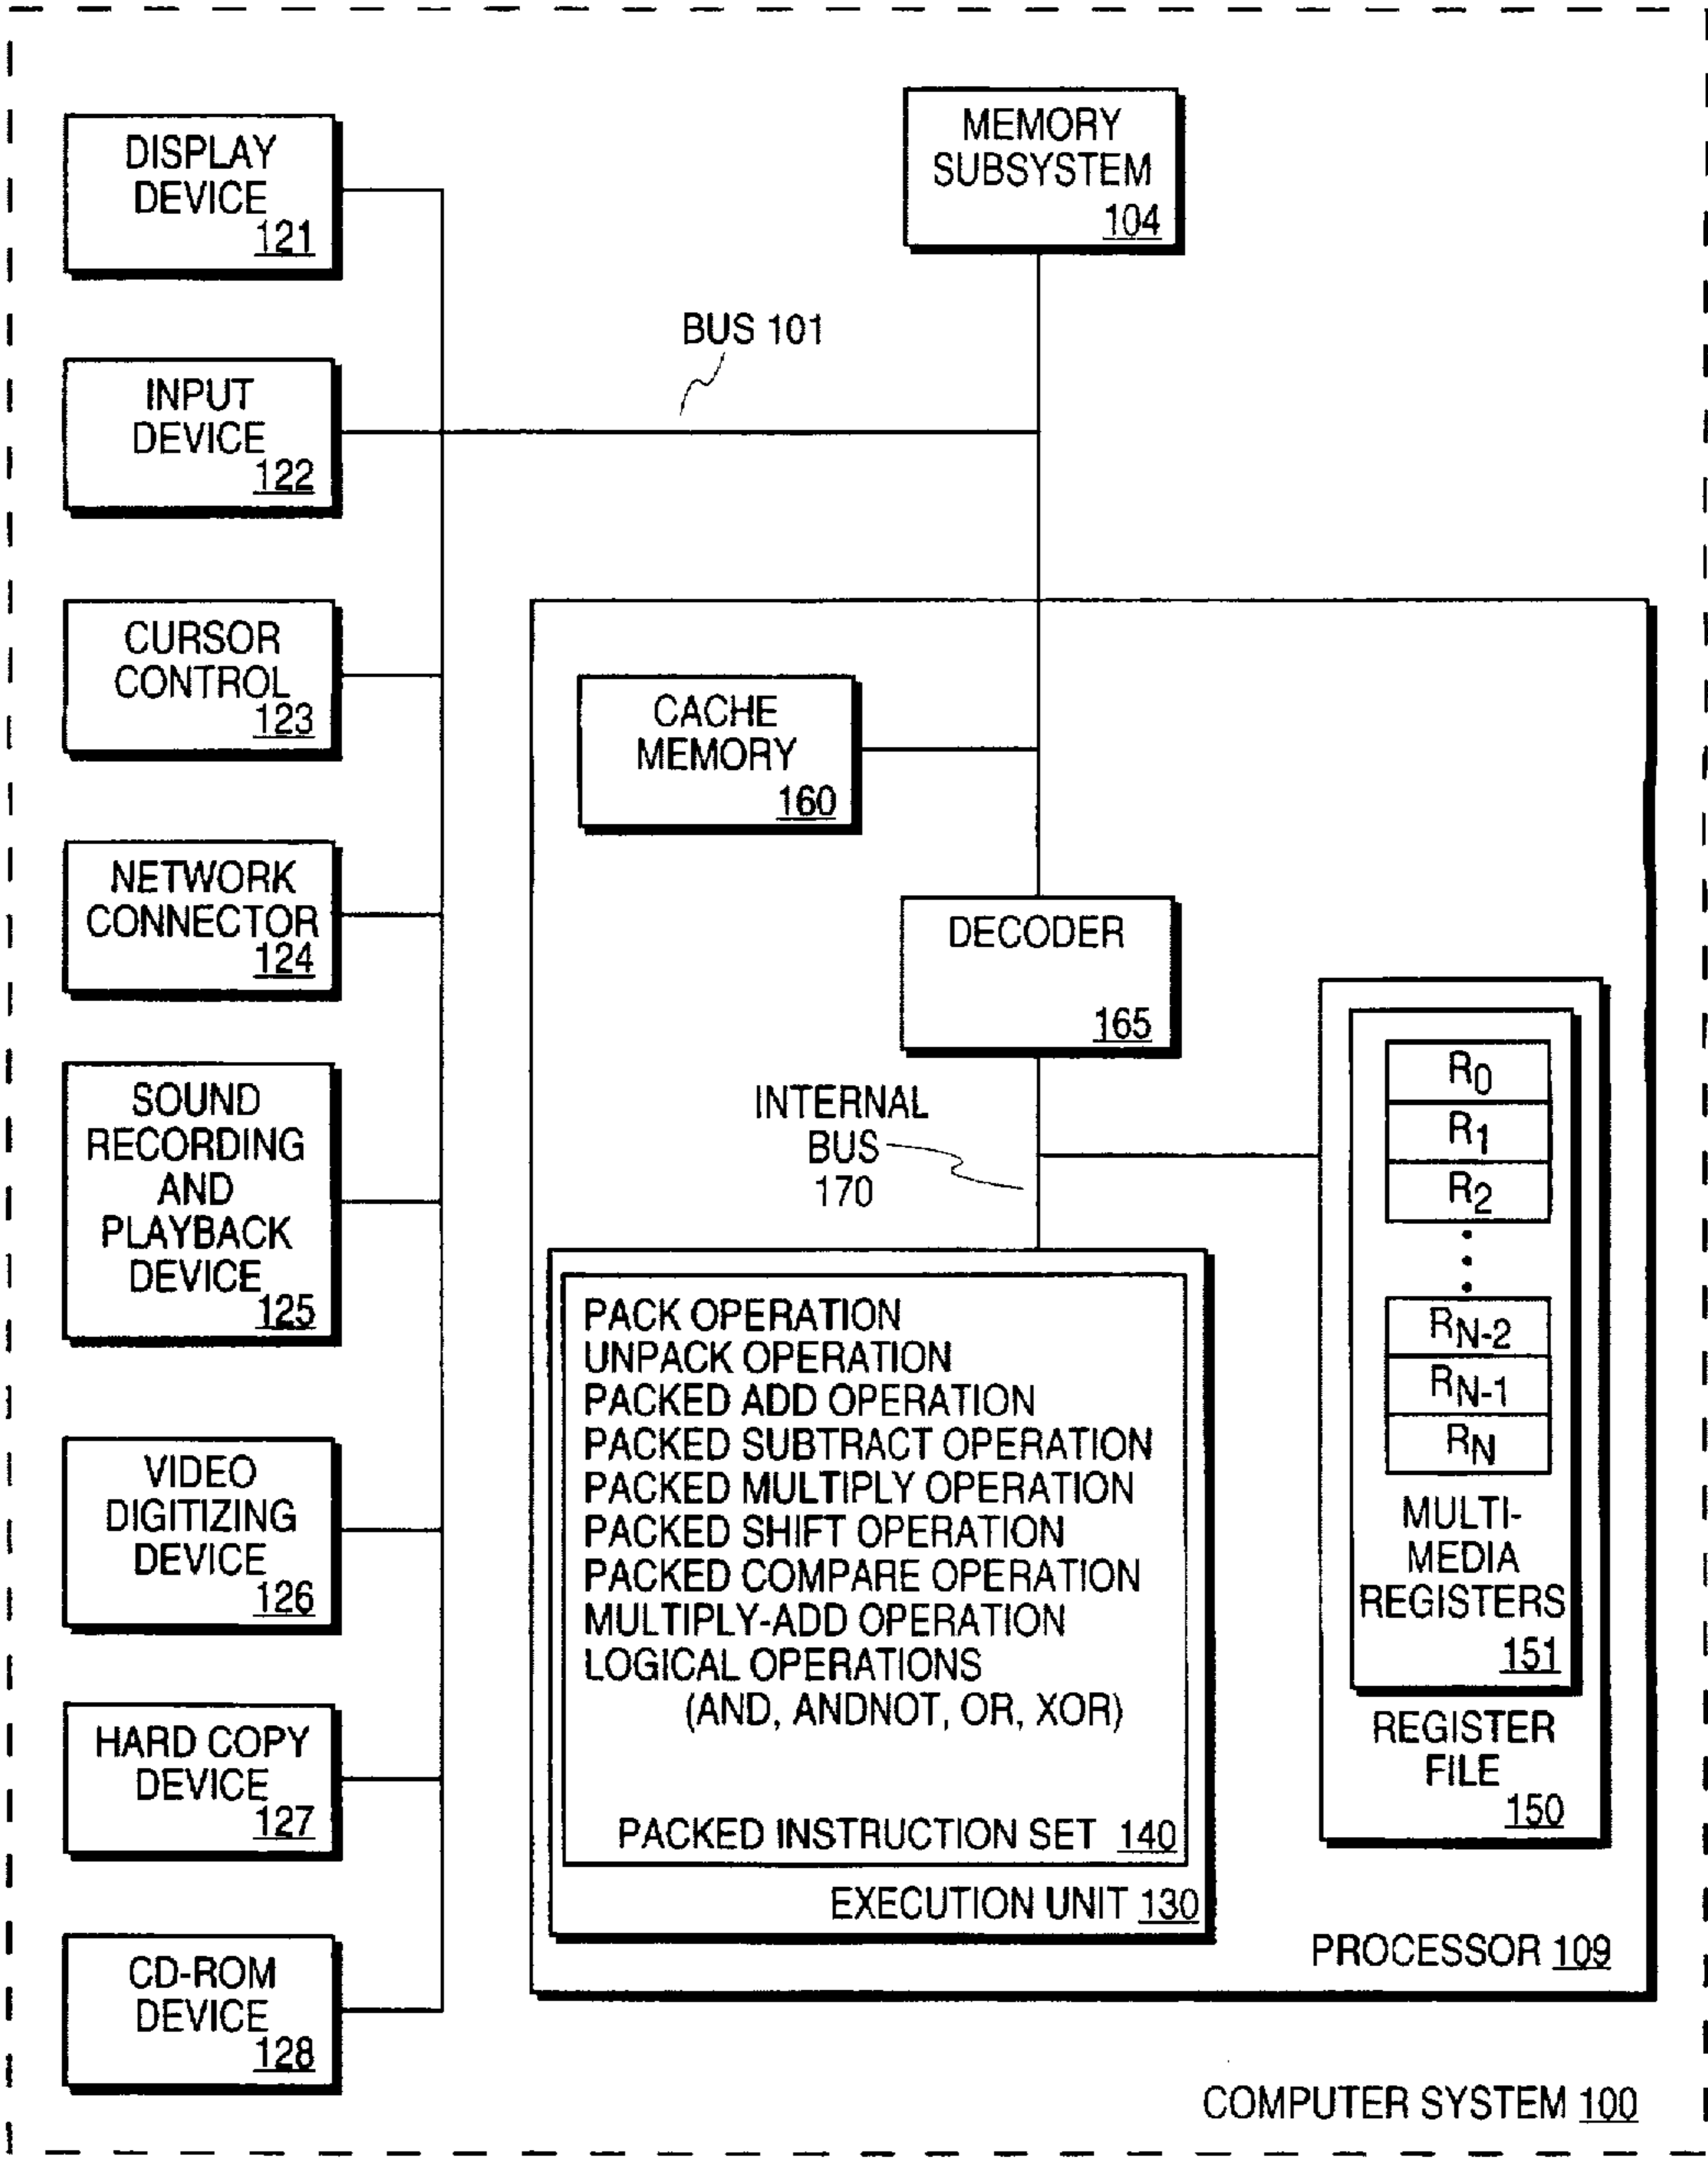 DISPLAY
DEVICE
121
INPUT
DEVICE
122
CURSOR
CONTROL
123
NETWORK
CONNECTOR
124
SOUND
RECORDING
AND
PLAYBACK
DEVICE
125
VIDEO
DIGITIZING
DEVICE
126
HARD COPY
DEVICE
127
CD-ROM
DEVICE
128
BUS 101
MEMORY
SUBSYSTEM
104
CACHE
MEMORY
160
DECODER
165
INTERNAL
BUS
170
PACK OPERATION
UNPACK OPERATION
PACKED ADD OPERATION
PACKED SUBTRACT OPERATION
PACKED MULTIPLY OPERATION
PACKED SHIFT OPERATION
PACKED COMPARE OPERATION
MULTIPLY-ADD OPERATION
LOGICAL OPERATIONS
(AND, ANDNOT, OR, XOR)
PACKED INSTRUCTION SET 140
EXECUTION UNIT 130
R0
R1
R2
RN-2
RN-1
RN
MULTI-
MEDIA
REGISTERS
151
REGISTER
FILE
150
PROCESSOR 109
COMPUTER SYSTEM 100